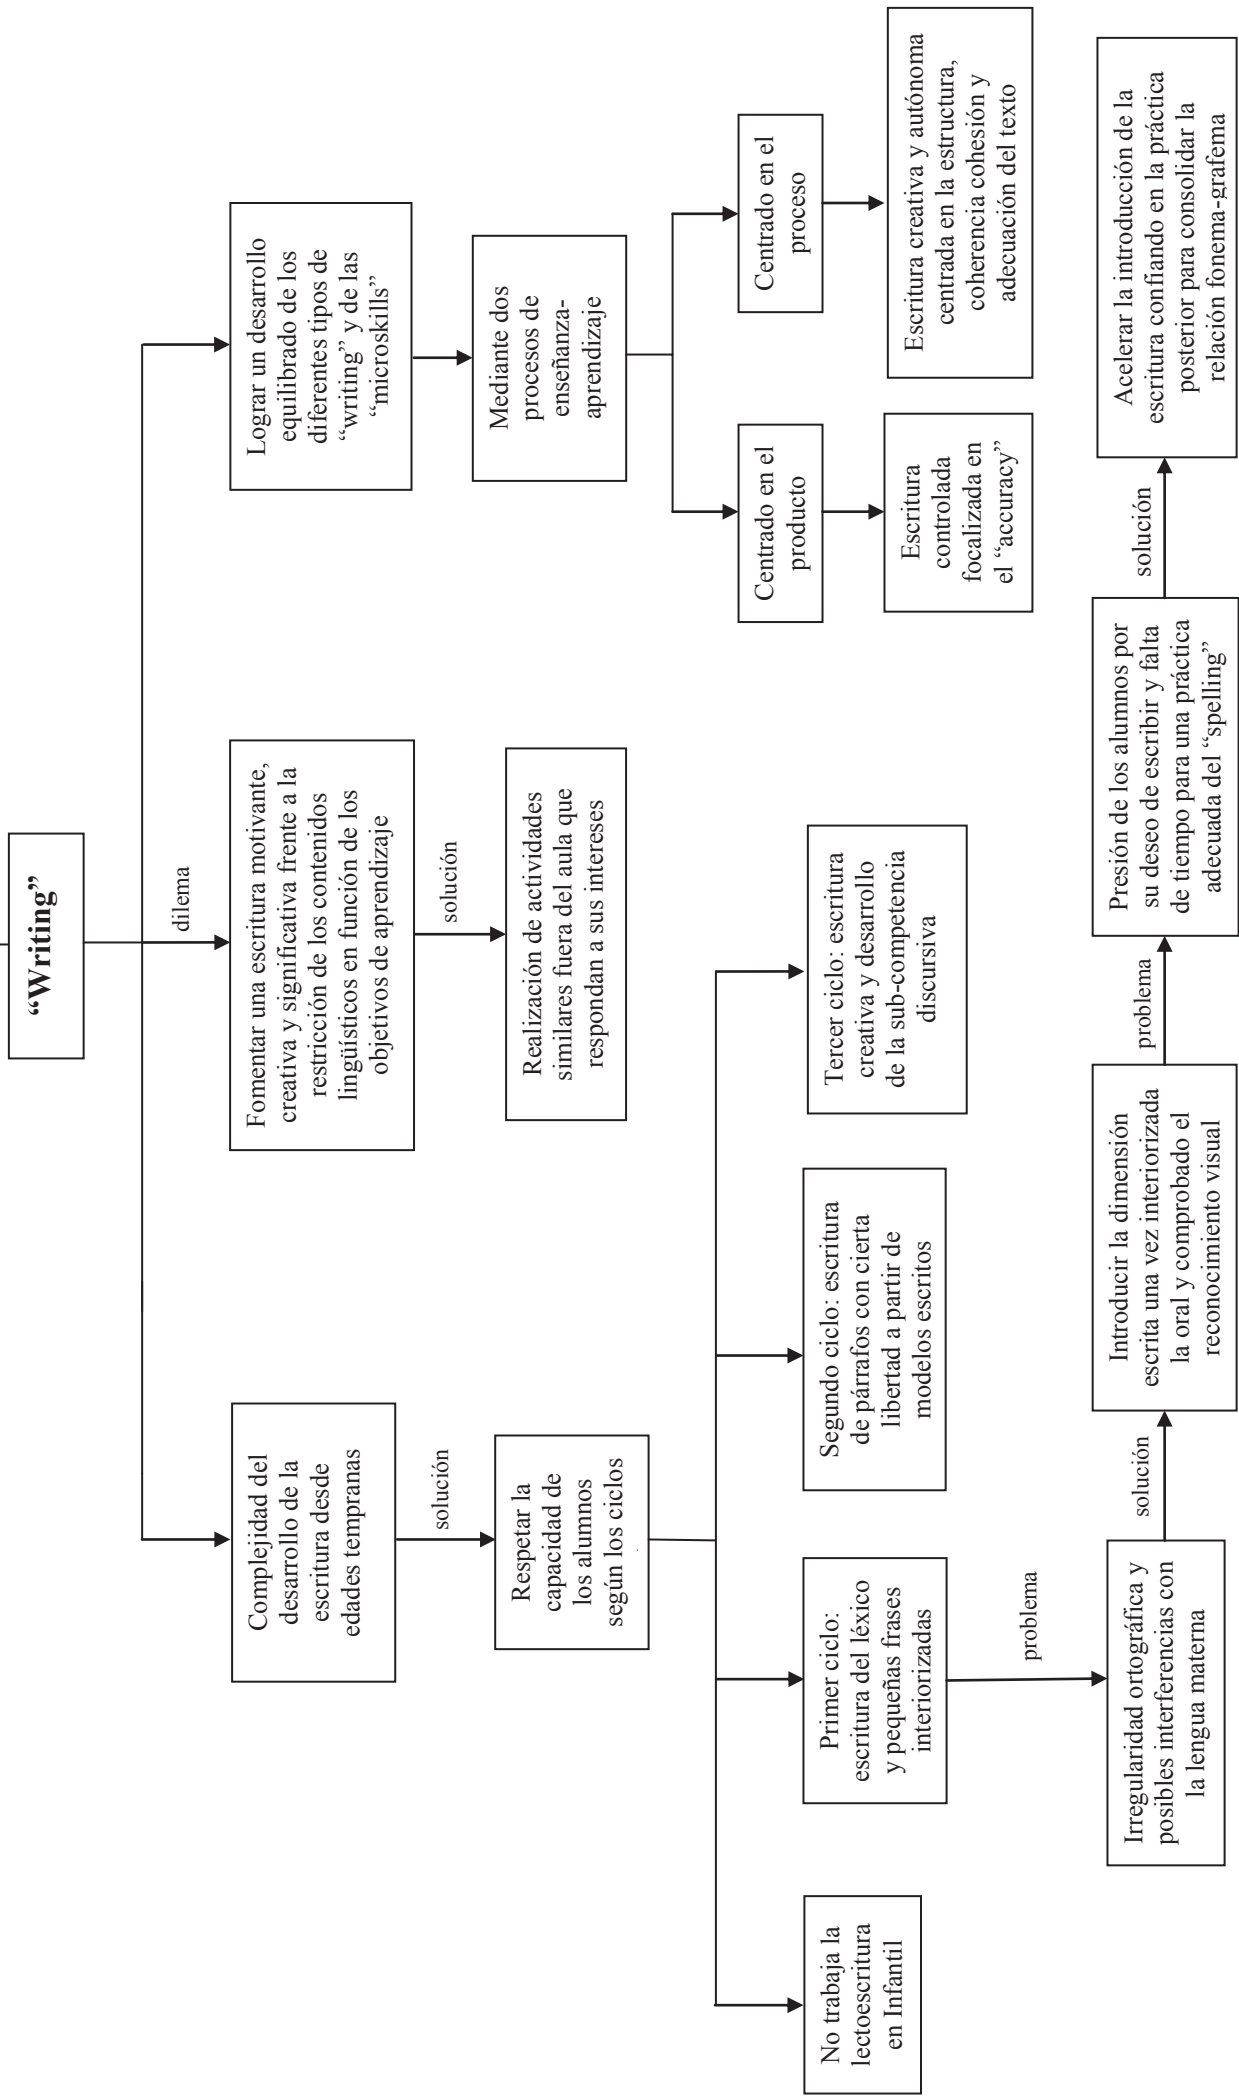 “Writing”
dilema
Complejidad del
desarrollo de la
escritura desde
edades tempranas
Fomentar una escritura motivante,
creativa y significativa frente a la
restricción de los contenidos
lingüísticos en función de los
objetivos de aprendizaje
Lograr un desarrollo
equilibrado de los
diferentes tipos de
“writing” y de las
“microskills”
solución
solución
Respetar la
capacidad de
los alumnos
según los ciclos
Realización de actividades
similares fuera del aula que
respondan a sus intereses
Mediante dos
procesos de
enseñanza-
aprendizaje
Centrado en el
producto
Centrado en el
proceso
No trabaja la
lectoescritura
en Infantil
Primer ciclo:
escritura del léxico
y pequeñas frases
interiorizadas
Segundo ciclo: escritura
de párrafos con cierta
libertad a partir de
modelos escritos
Tercer ciclo: escritura
creativa y desarrollo
de la sub-competencia
discursiva
Escritura
controlada
focalizada en
el “accuracy”
Escritura creativa y autónoma
centrada en la estructura,
coherencia cohesión y
adecuación del texto
problema
Irregularidad ortográfica y
posibles interferencias con
la lengua materna
solución
Introducir la dimensión
escrita una vez interiorizada
la oral y comprobado el
reconocimiento visual
problema
Presión de los alumnos por
su deseo de escribir y falta
de tiempo para una práctica
adecuada del “spelling”
solución
Acelerar la introducción de la
escritura confiando en la práctica
posterior para consolidar la
relación fonema-grafema